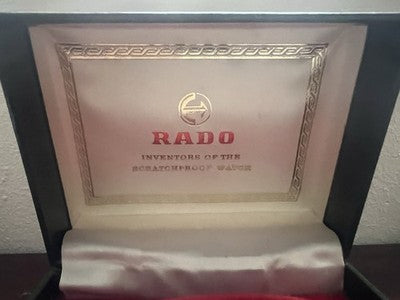 RADO
INVENTORS OF THE
SCRATCHPROOF WATCH